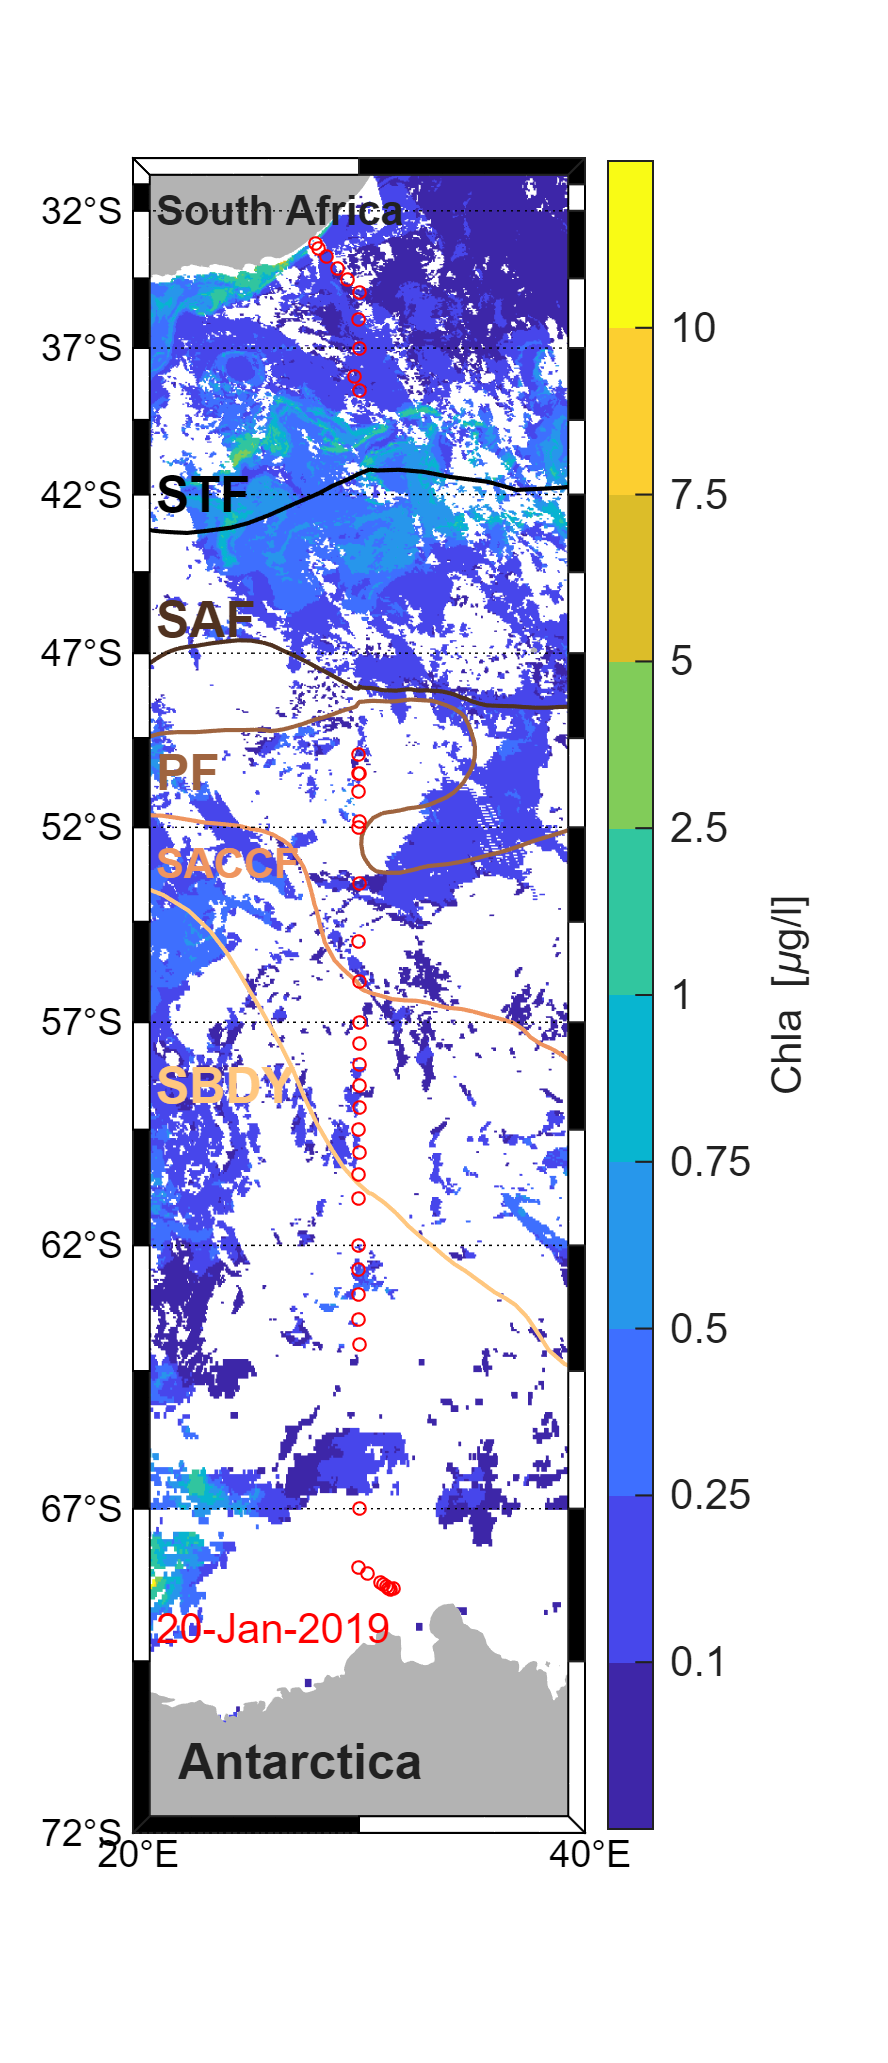 32°S
South Africa
37°S
42°S
STF
SAF
47°S
PF
52°S
SACCF
57°S
SBDY
62°S
67°S
20-Jan-2019
Antarctica
72°S
20°E
40°E
10
7.5
5
2.5
1
0.75
0.5
0.25
0.1
Chla [µg/l]